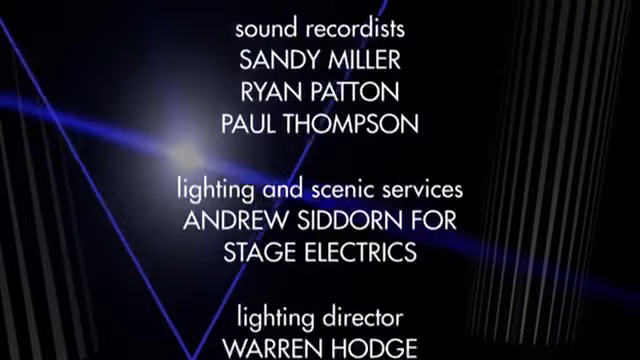 sound recordists
SANDY MILLER
RYAN PATTON
PAUL THOMPSON
lighting and scenic services
ANDREW SIDDORN FOR
STAGE ELECTRICS
lighting director
WARREN HODGE